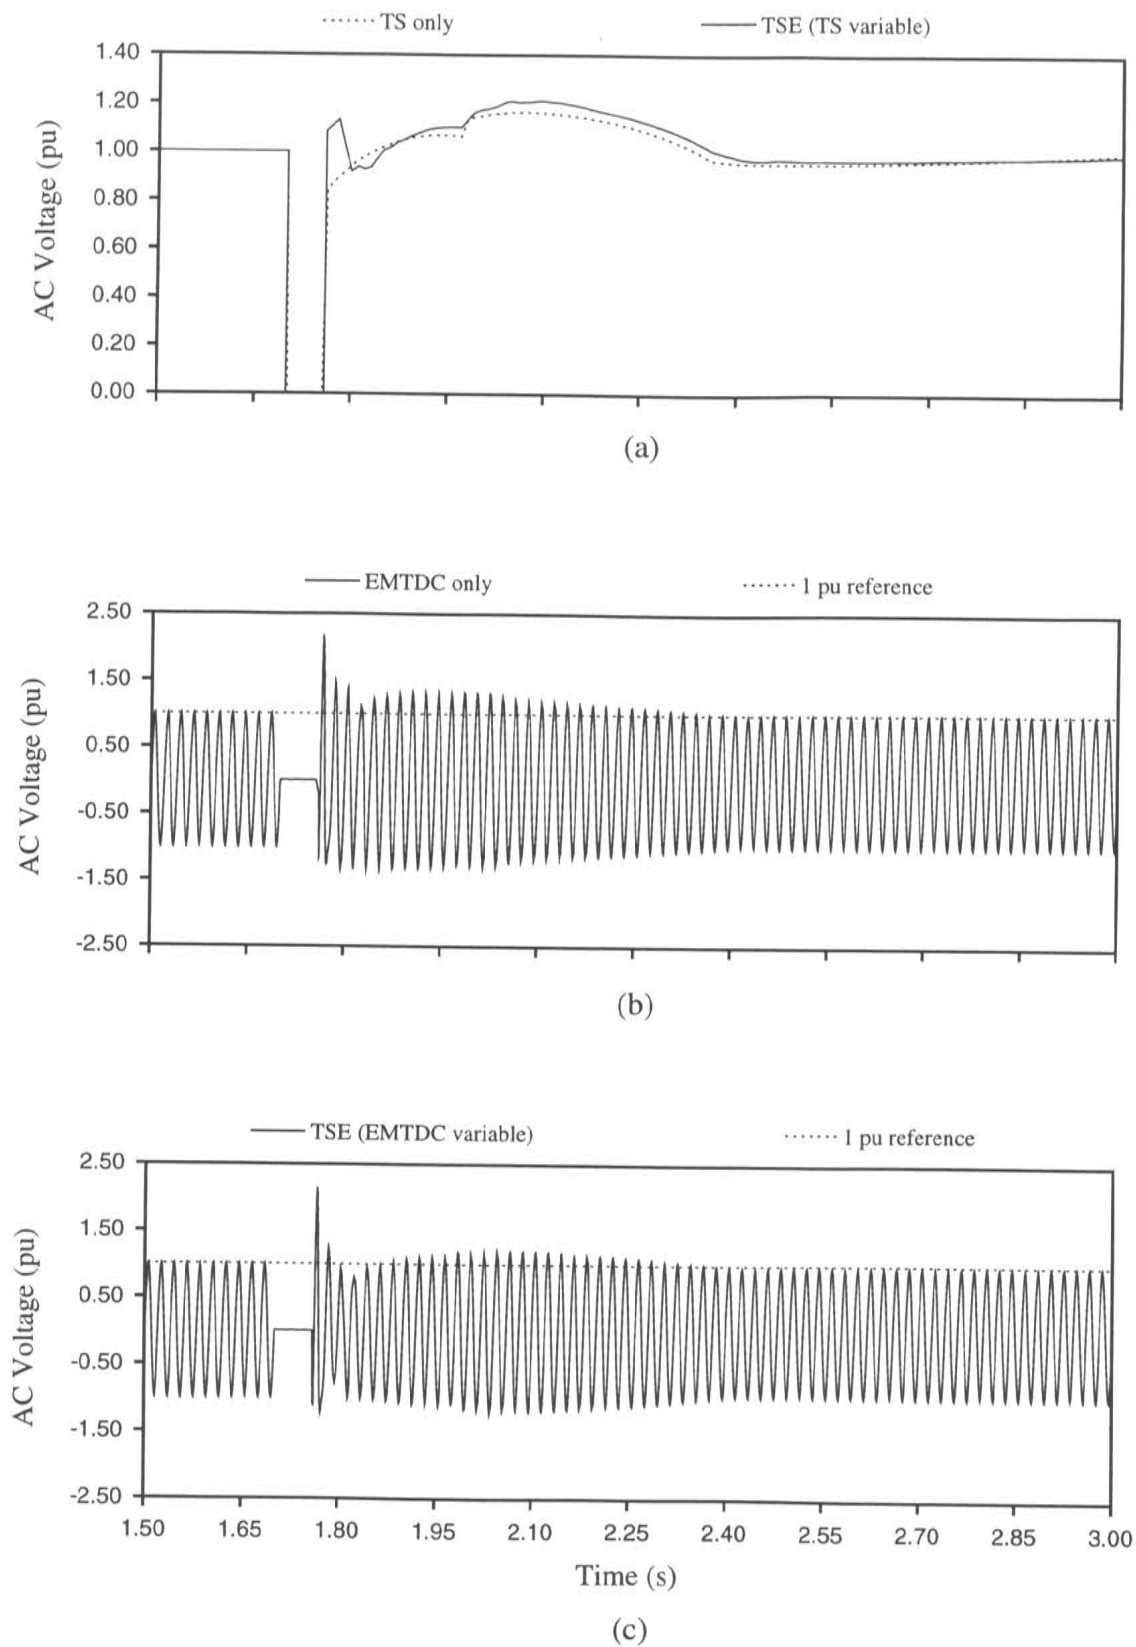 TS only TSE (TS variable)
1.40
1.20
1.00
0.80
0.60
0.40
0.20
0.00
AC Voltage (pu)
(a)
EMTDC only 1 pu reference
2.50
1.50
0.50
-0.50
-1.50
-2.50
AC Voltage (pu)
(b)
TSE (EMTDC variable) 1 pu reference
2.50
1.50
0.50
-0.50
-1.50
-2.50
AC Voltage (pu)
1.50 1.65 1.80 1.95 2.10 2.25 2.40 2.55 2.70 2.85 3.00
Time (s)
(c)